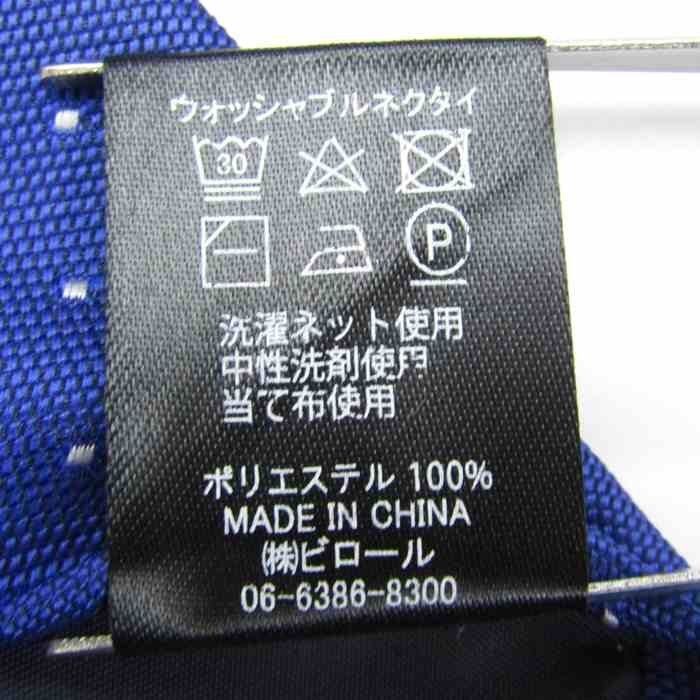 ウォッシャブルネクタイ
30
P
洗濯ネット使用
中性洗剤使用
当て布使用
ポリエステル 100%
MADE IN CHINA
㈱ビロール
06-6386-8300